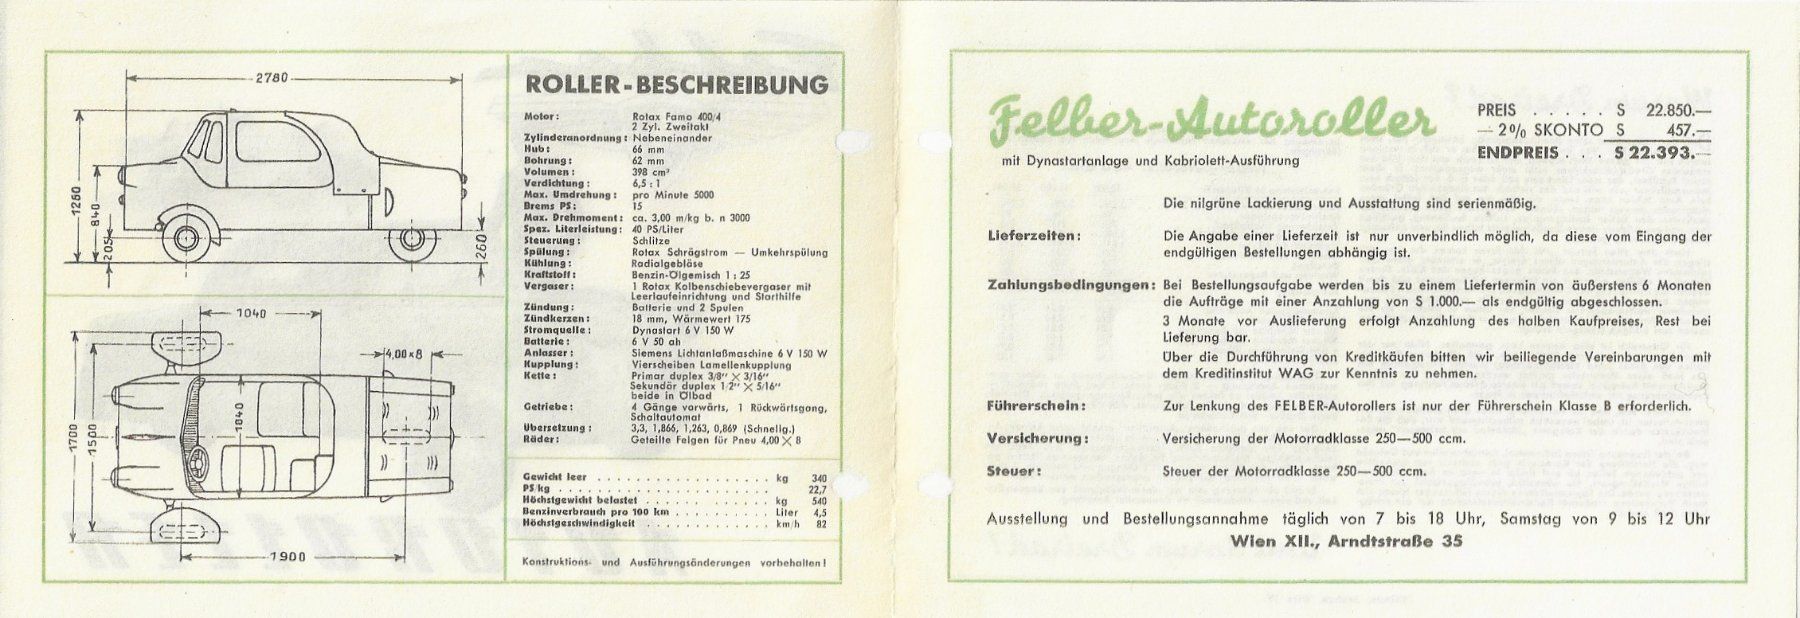 2780
1260
840
205
260
1040
4,00×8
1700
1500
1840
1900
ROLLER-BESCHREIBUNG
Motor: Rotax Famo 400/4
2 Zyl. Zweitakt
Zylinderanordnung: Nebeneinander
Hub: 66 mm
Bohrung: 62 mm
Volumen: 398 cm³
Verdichtung: 6,5 : 1
Max. Umdrehung: pro Minute 5000
Brems PS: 15
Max. Drehmoment: ca. 3,00 m/kg b. n 3000
Spez. Literleistung: 40 PS/Liter
Steuerung: Schlitze
Spülung: Rotax Schrägstrom — Umkehrspülung
Kühlung: Radialgebläse
Kraftstoff: Benzin-Ölgemisch 1 : 25
Vergaser: 1 Rotax Kolbenschiebevergaser mit
Leerlaufeinrichtung und Starthilfe
Zündung: Batterie und 2 Spulen
Zündkerzen: 18 mm, Wärmewert 175
Stromquelle: Dynastart 6 V 150 W
Batterie: 6 V 50 ah
Anlasser: Siemens Lichtanlaßmaschine 6 V 150 W
Kupplung: Vierscheiben Lamellenkupplung
Kette: Primar duplex 3/8" × 3/16"
Sekundär duplex 1/2" × 5/16"
beide in Ölbad
Getriebe: 4 Gänge vorwärts, 1 Rückwärtsgang,
Schaltautomat
Übersetzung: 3,3, 1,866, 1,263, 0,869 (Schnellg.)
Räder: Geteilte Felgen für Pneu 4,00 × 8
Gewicht leer . . . . . . . . . . . . . . . . . kg 340
PS/kg . . . . . . . . . . . . . . . . . . . . . 22,7
Höchstgewicht belastet . . . . . . . . . . . . kg 540
Benzinverbrauch pro 100 km . . . . . . . . . . Liter 4,5
Höchstgeschwindigkeit . . . . . . . . . . . . km/h 82
Konstruktions- und Ausführungsänderungen vorbehalten!
Felber-Autoroller
mit Dynastartanlage und Kabriolett-Ausführung
PREIS . . . . . S 22.850.—
— 2% SKONTO S 457.—
ENDPREIS . . . S 22.393.—
Die nilgrüne Lackierung und Ausstattung sind serienmäßig.
Lieferzeiten: Die Angabe einer Lieferzeit ist nur unverbindlich möglich, da diese vom Eingang der
endgültigen Bestellungen abhängig ist.
Zahlungsbedingungen: Bei Bestellungsaufgabe werden bis zu einem Liefertermin von äußerstens 6 Monaten
die Aufträge mit einer Anzahlung von S 1.000.— als endgültig abgeschlossen.
3 Monate vor Auslieferung erfolgt Anzahlung des halben Kaufpreises, Rest bei
Lieferung bar.
Über die Durchführung von Kreditkäufen bitten wir beiliegende Vereinbarungen mit
dem Kreditinstitut WAG zur Kenntnis zu nehmen.
Führerschein: Zur Lenkung des FELBER-Autorollers ist nur der Führerschein Klasse B erforderlich.
Versicherung: Versicherung der Motorradklasse 250—500 ccm.
Steuer: Steuer der Motorradklasse 250—500 ccm.
Ausstellung und Bestellungsannahme täglich von 7 bis 18 Uhr, Samstag von 9 bis 12 Uhr
Wien XII., Arndtstraße 35